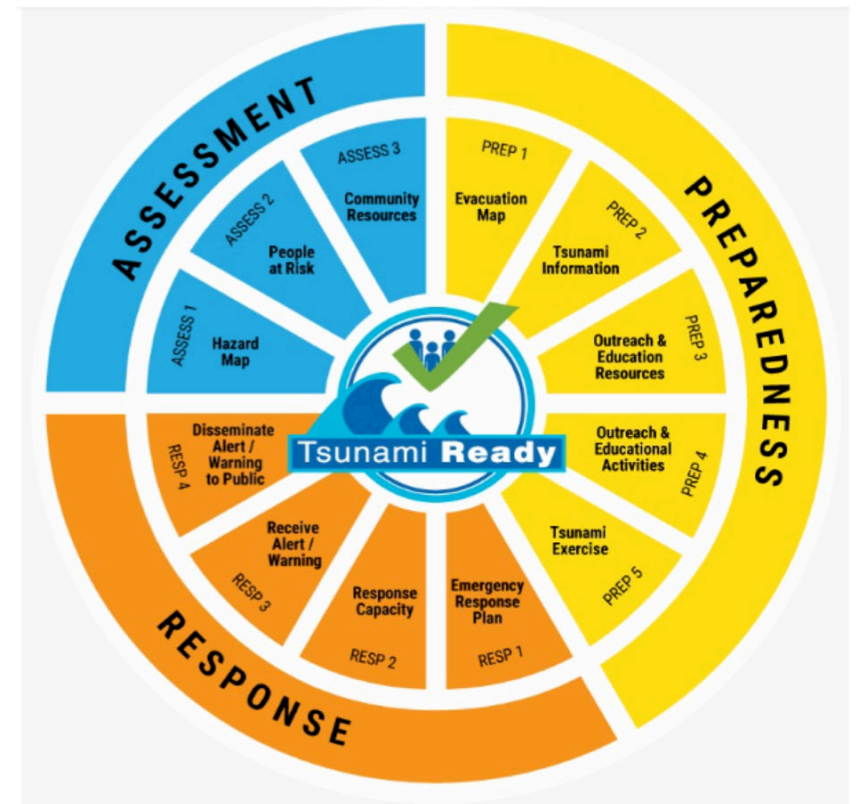 ASSESSMENT
ASSESS 1
Hazard
Map
ASSESS 2
People
at Risk
ASSESS 3
Community
Resources
PREPAREDNESS
PREP 1
Evacuation
Map
PREP 2
Tsunami
Information
PREP 3
Outreach &
Education
Resources
PREP 4
Outreach &
Educational
Activities
PREP 5
Tsunami
Exercise
RESPONSE
RESP 1
Emergency
Response
Plan
RESP 2
Response
Capacity
RESP 3
Receive
Alert /
Warning
RESP 4
Disseminate
Alert /
Warning
to Public
Tsunami Ready